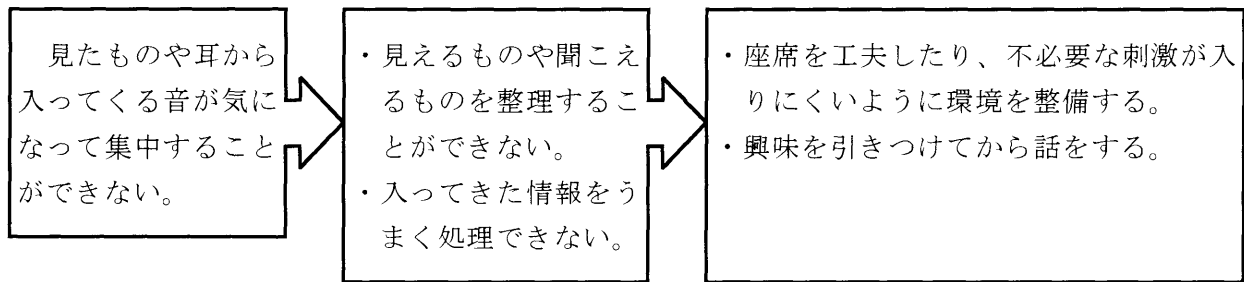 見たものや耳から
入ってくる音が気に
なって集中すること
ができない。
・見えるものや聞こえ
るものを整理するこ
とができない。
・入ってきた情報をう
まく処理できない。
・座席を工夫したり、不必要な刺激が入
りにくいように環境を整備する。
・興味を引きつけてから話をする。